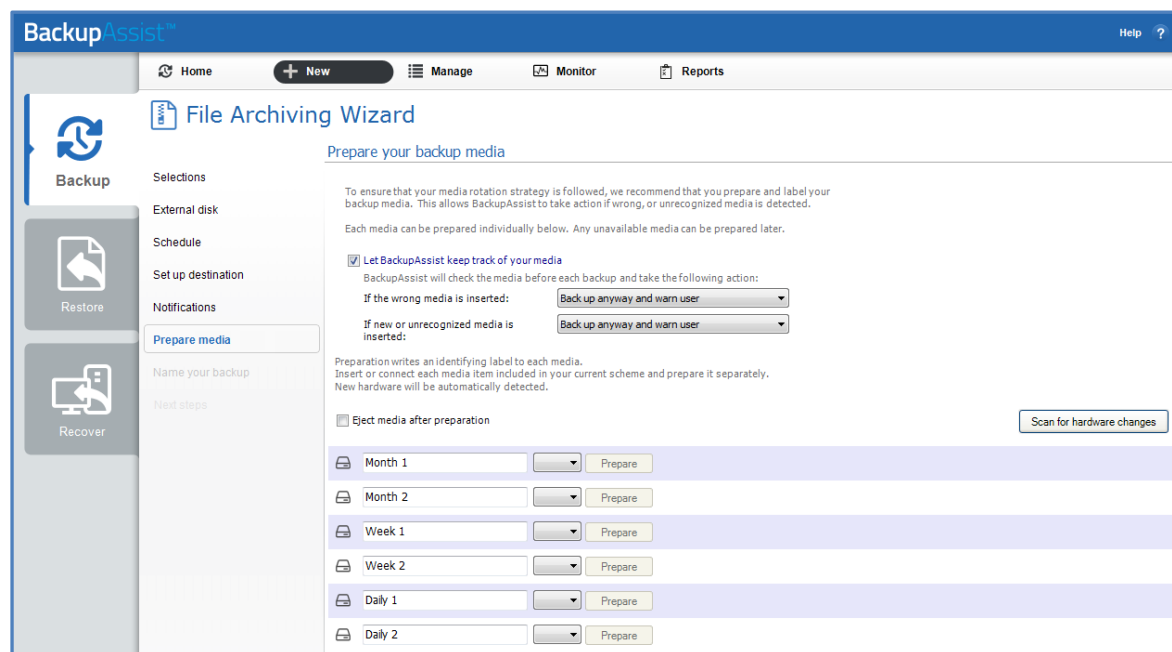 BackupAssist™
Help ?
Home
New
Manage
Monitor
Reports
File Archiving Wizard
Backup
Restore
Recover
Selections
External disk
Schedule
Set up destination
Notifications
Prepare media
Name your backup
Next steps
Prepare your backup media
To ensure that your media rotation strategy is followed, we recommend that you prepare and label your
backup media. This allows BackupAssist to take action if wrong, or unrecognized media is detected.
Each media can be prepared individually below. Any unavailable media can be prepared later.
Let BackupAssist keep track of your media
BackupAssist will check the media before each backup and take the following action:
If the wrong media is inserted: Back up anyway and warn user
If new or unrecognized media is
inserted: Back up anyway and warn user
Preparation writes an identifying label to each media.
Insert or connect each media item included in your current scheme and prepare it separately.
New hardware will be automatically detected.
Eject media after preparation
Scan for hardware changes
Month 1 Prepare
Month 2 Prepare
Week 1 Prepare
Week 2 Prepare
Daily 1 Prepare
Daily 2 Prepare